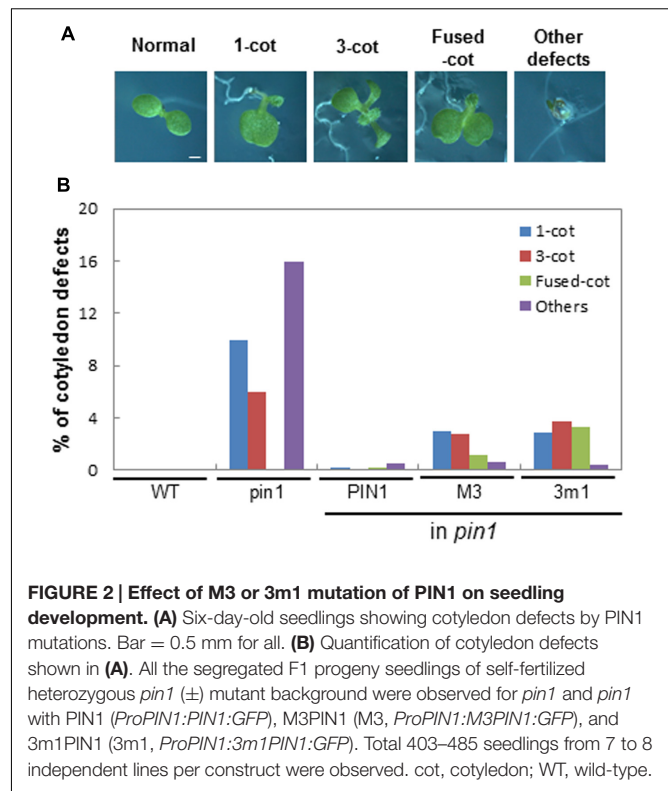 A
Normal 1-cot 3-cot Fused -cot Other defects
B
% of cotyledon defects
20
16
12
8
4
0
1-cot
3-cot
Fused-cot
Others
WT pin1 PIN1 M3 3m1
in pin1
FIGURE 2 | Effect of M3 or 3m1 mutation of PIN1 on seedling
development. (A) Six-day-old seedlings showing cotyledon defects by PIN1
mutations. Bar = 0.5 mm for all. (B) Quantification of cotyledon defects
shown in (A). All the segregated F1 progeny seedlings of self-fertilized
heterozygous pin1 (±) mutant background were observed for pin1 and pin1
with PIN1 (ProPIN1:PIN1:GFP), M3PIN1 (M3, ProPIN1:M3PIN1:GFP), and
3m1PIN1 (3m1, ProPIN1:3m1PIN1:GFP). Total 403–485 seedlings from 7 to 8
independent lines per construct were observed. cot, cotyledon; WT, wild-type.